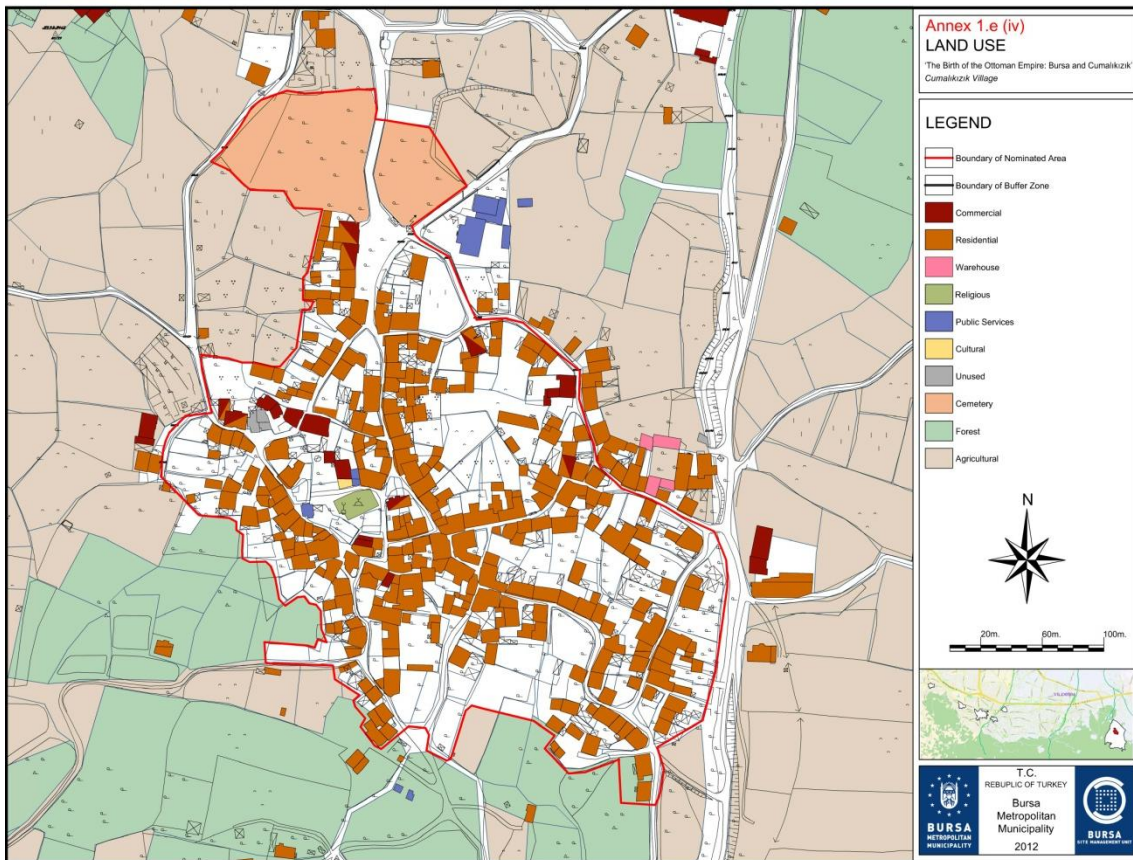 Annex 1.e (iv)
LAND USE
'The Birth of the Ottoman Empire: Bursa and Cumalıkızık'
Cumalıkızık Village
LEGEND
Boundary of Nominated Area
Boundary of Buffer Zone
Commercial
Residential
Warehouse
Religious
Public Services
Cultural
Unused
Cemetery
Forest
Agricultural
N
20m. 60m. 100m.
BURSA
METROPOLITAN
MUNICIPALITY
T.C.
REBUPLIC OF TURKEY
Bursa
Metropolitan
Municipality
2012
BURSA
SITE MANAGEMENT UNIT